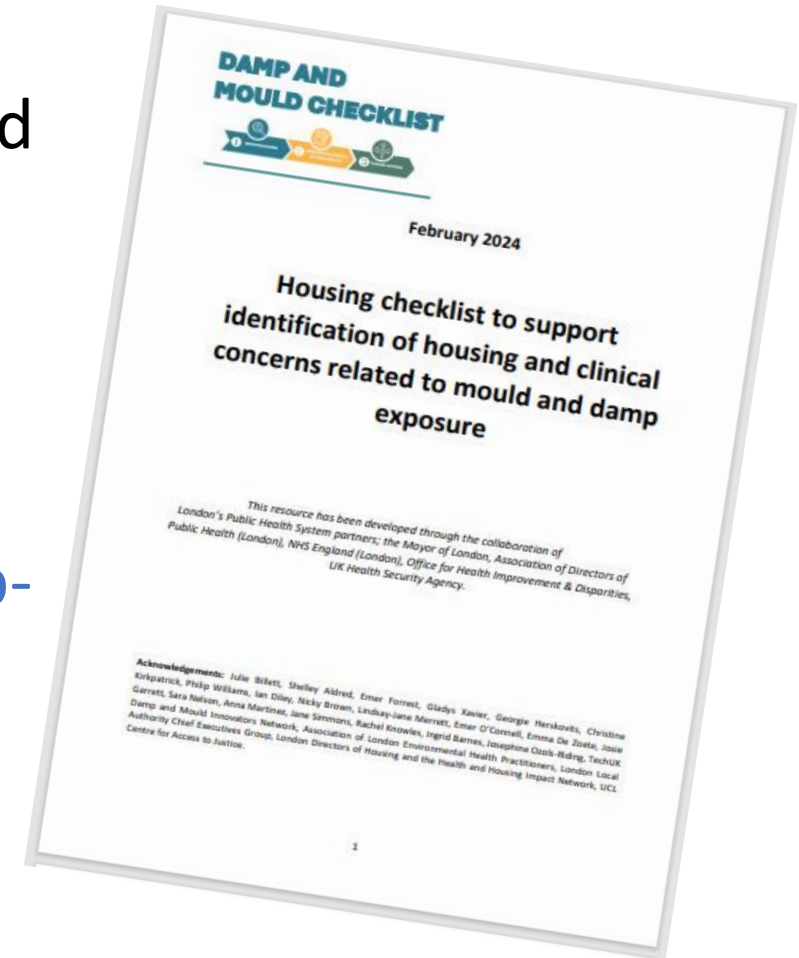 d
-
DAMP AND
MOULD CHECKLIST
1
2
3
February 2024
Housing checklist to support
identification of housing and clinical
concerns related to mould and damp
exposure
This resource has been developed through the collaboration of
London's Public Health System partners; the Mayor of London, Association of Directors of
Public Health (London), NHS England (London), Office for Health Improvement & Disparities,
UK Health Security Agency.
Acknowledgements: Julie Billett, Shelley Aldred, Emer Forrest, Gladys Xavier, Georgie Herskovits, Christine
Kirkpatrick, Philip Williams, Ian Diley, Nicky Brown, Lindsay-Jane Merrett, Emer O'Connell, Emma De Zoete, Josie
Garrett, Sara Nelson, Anna Martinez, Jane Simmons, Rachel Knowles, Ingrid Barnes, Josephine Ozols-Riding, TechUK
Damp and Mould Innovators Network, Association of London Environmental Health Practitioners, London Local
Authority Chief Executives Group, London Directors of Housing and the Health and Housing Impact Network, UCL
Centre for Access to Justice.
1